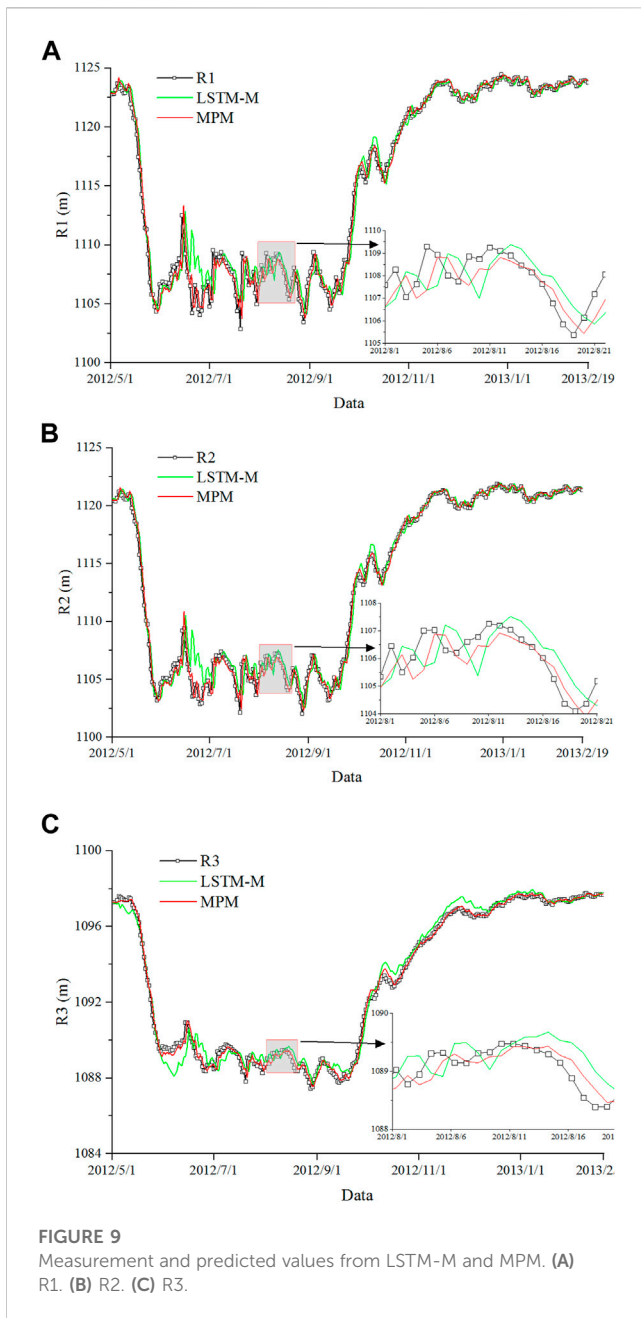 A
1125
1120
1115
1110
1105
1100
R1 (m)
R1
LSTM-M
MPM
1110
1109
1108
1107
1106
1105
2012/8/1 2012/8/6 2012/8/11 2012/8/16 2012/8/21
2012/5/1 2012/7/1 2012/9/1 2012/11/1 2013/1/1 2013/2/19
Data
B
1125
1120
1115
1110
1105
1100
R2 (m)
R2
LSTM-M
MPM
1108
1107
1106
1105
1104
2012/8/1 2012/8/6 2012/8/11 2012/8/16 2012/8/21
2012/5/1 2012/7/1 2012/9/1 2012/11/1 2013/1/1 2013/2/19
Data
C
1100
1096
1092
1088
1084
R3 (m)
R3
LSTM-M
MPM
1090
1089
1088
2012/8/1 2012/8/6 2012/8/11 2012/8/16 201
2012/5/1 2012/7/1 2012/9/1 2012/11/1 2013/1/1 2013/2
Data
FIGURE 9
Measurement and predicted values from LSTM-M and MPM. (A)
R1. (B) R2. (C) R3.